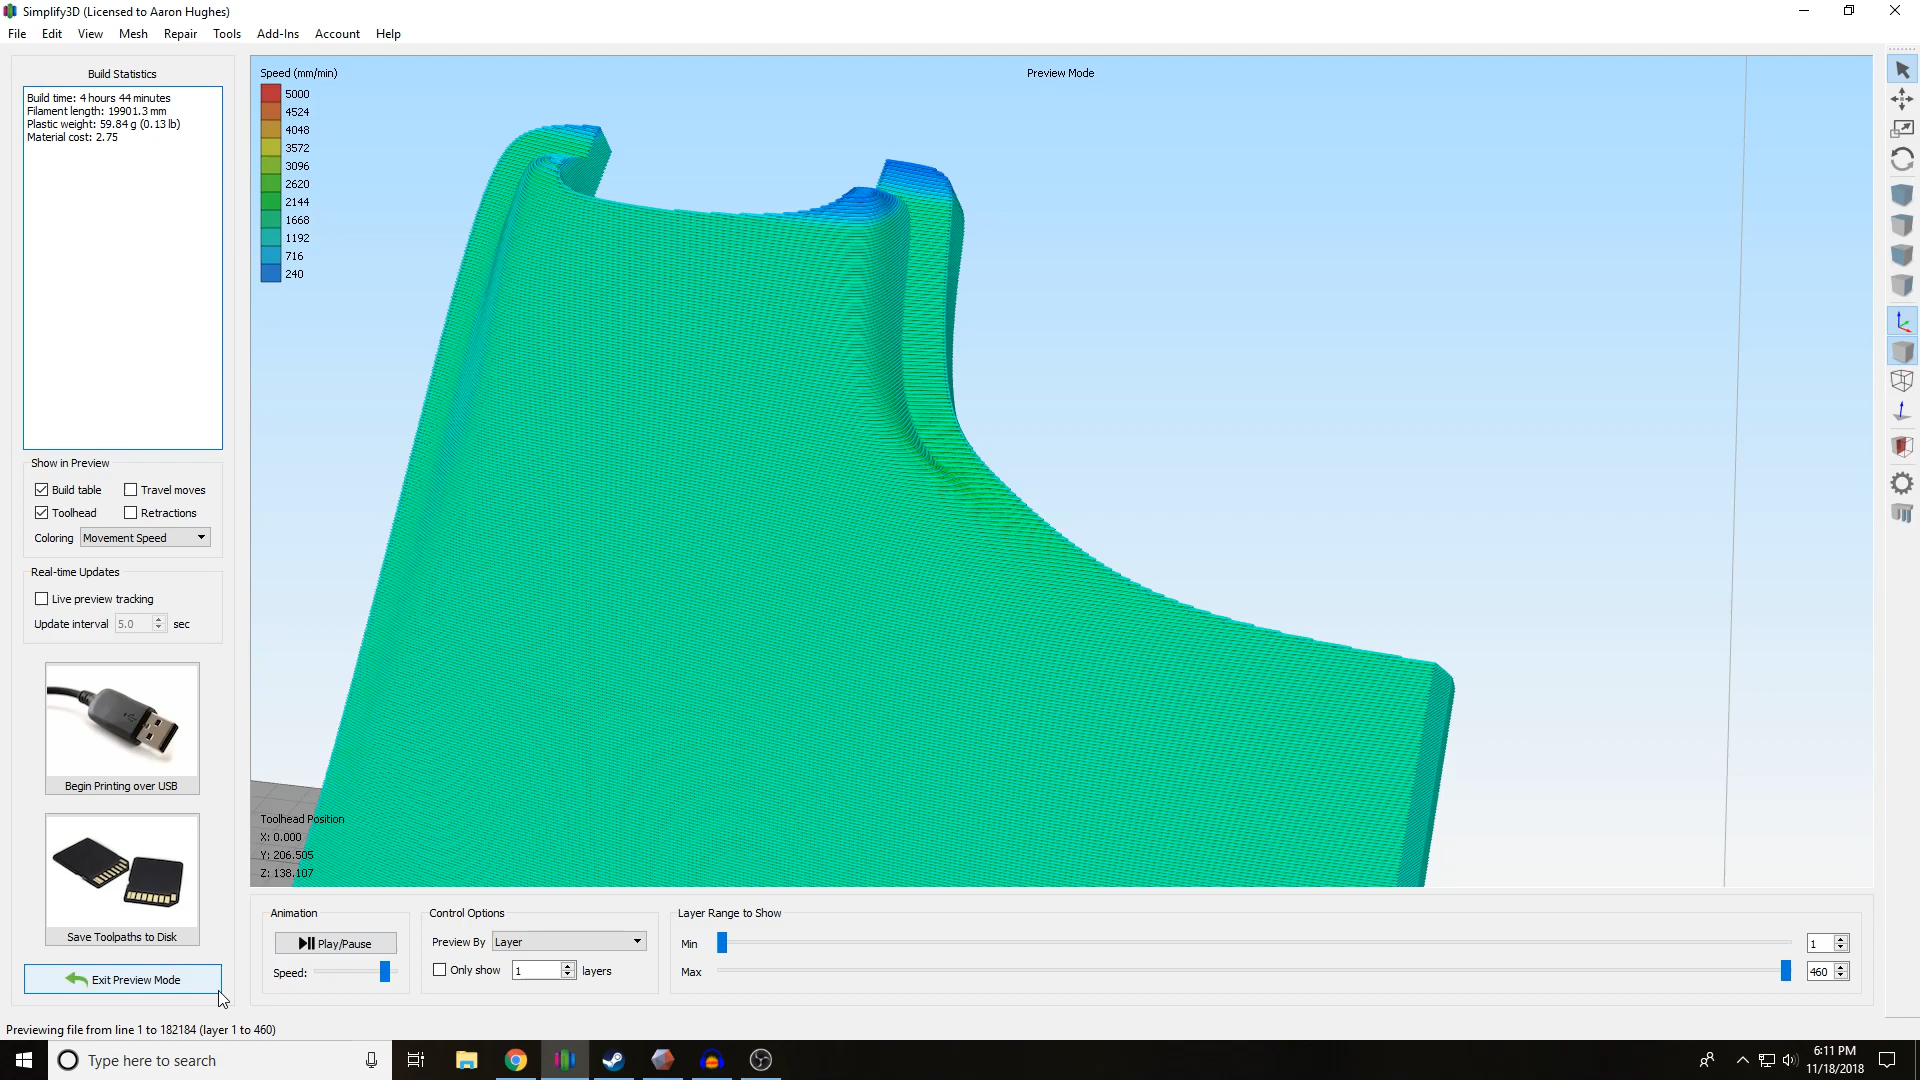 Simplify3D (Licensed to Aaron Hughes)
File Edit View Mesh Repair Tools Add-Ins Account Help
Build Statistics
Build time: 4 hours 44 minutes
Filament length: 19901.3 mm
Plastic weight: 59.84 g (0.13 lb)
Material cost: 2.75
Speed (mm/min)
5000
4524
4048
3572
3096
2620
2144
1668
1192
716
240
Preview Mode
Show in Preview
Build table Travel moves
Toolhead Retractions
Coloring Movement Speed
Real-time Updates
Live preview tracking
Update interval 5.0 sec
Begin Printing over USB
Save Toolpaths to Disk
Exit Preview Mode
Toolhead Position
X: 0.000
Y: 206.505
Z: 138.107
Animation
Play/Pause
Speed:
Control Options
Preview By Layer
Only show 1 layers
Layer Range to Show
Min 1
Max 460
Previewing file from line 1 to 182184 (layer 1 to 460)
Type here to search
6:11 PM
11/18/2018